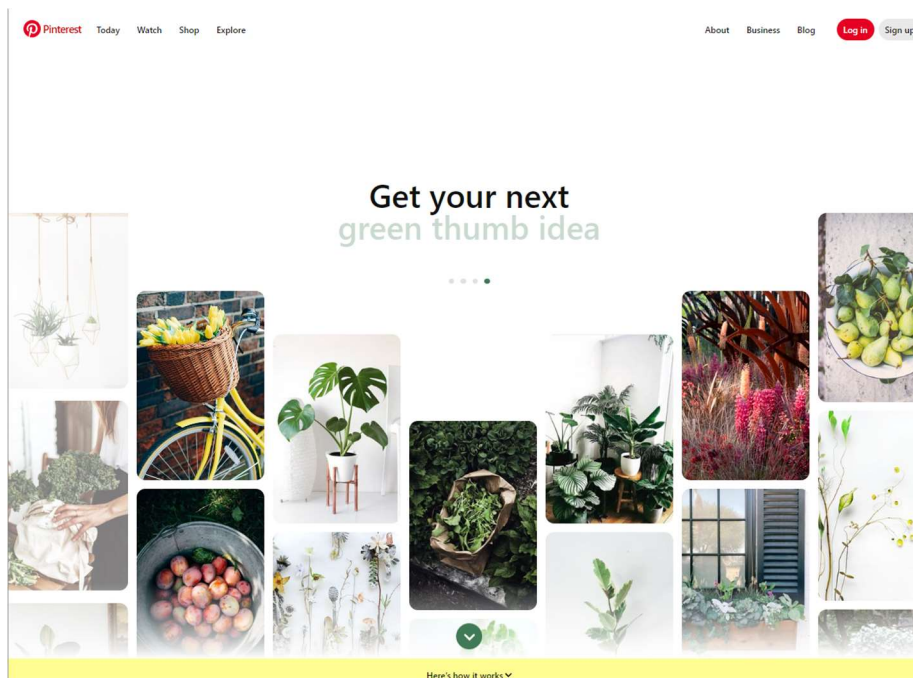 Pinterest Today Watch Shop Explore About Business Blog Log in Sign up
Get your next
green thumb idea
Here's how it works